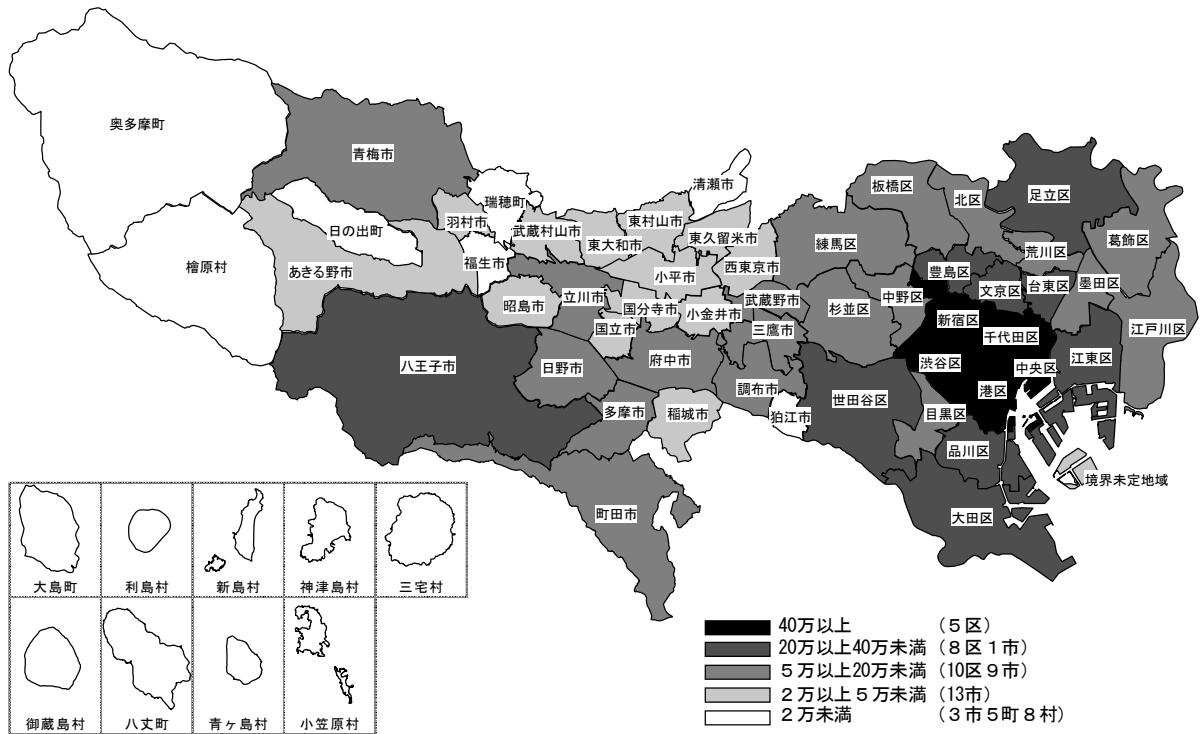 奥多摩町
青梅市
檜原村
日の出町
あきる野市
羽村市
瑞穂町
福生市
武蔵村山市
東大和市
東村山市
清瀬市
東久留米市
西東京市
小平市
昭島市
立川市
国分寺市
国立市
小金井市
武蔵野市
三鷹市
八王子市
日野市
府中市
調布市
多摩市
稲城市
狛江市
町田市
板橋区
北区
足立区
練馬区
豊島区
荒川区
葛飾区
文京区
台東区
墨田区
中野区
杉並区
新宿区
千代田区
江戸川区
渋谷区
中央区
江東区
港区
世田谷区
目黒区
品川区
境界未定地域
大田区
大島町
利島村
新島村
神津島村
三宅村
御蔵島村
八丈町
青ヶ島村
小笠原村
40万以上 (5区)
20万以上40万未満 (8区1市)
5万以上20万未満 (10区9市)
2万以上5万未満 (13市)
2万未満 (3市5町8村)